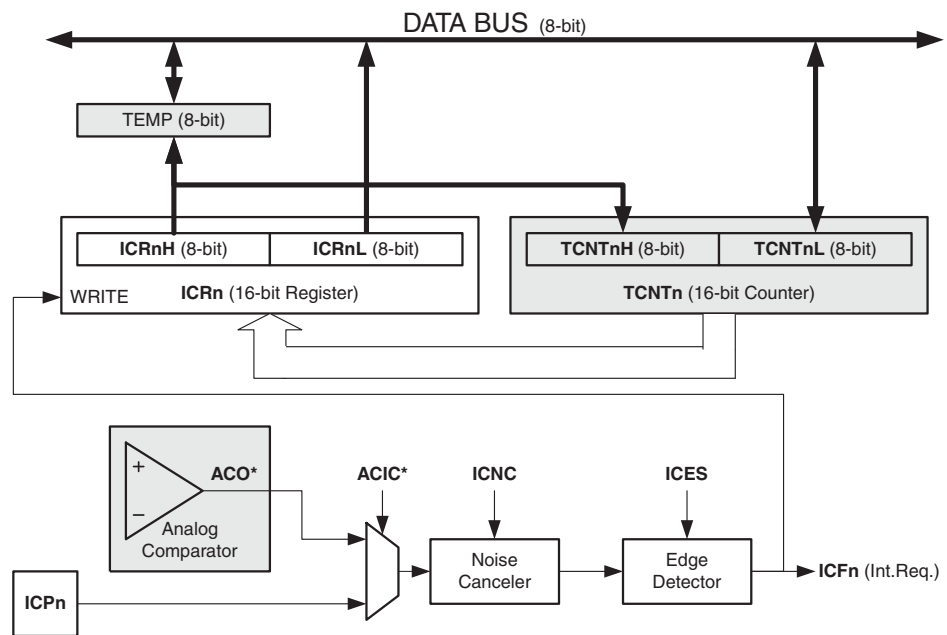 DATA BUS (8-bit)
TEMP (8-bit)
ICRnH (8-bit)
ICRnL (8-bit)
TCNTnH (8-bit)
TCNTnL (8-bit)
WRITE
ICRn (16-bit Register)
TCNTn (16-bit Counter)
+
−
ACO*
Analog
Comparator
ACIC*
ICNC
ICES
Noise
Canceler
Edge
Detector
ICFn (Int.Req.)
ICPn